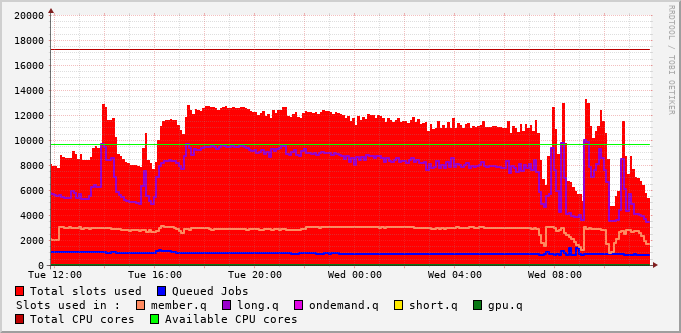 20000
18000
16000
14000
12000
10000
8000
6000
4000
2000
0
Tue 12:00 Tue 16:00 Tue 20:00 Wed 00:00 Wed 04:00 Wed 08:00
RRDTOOL / TOBI OETIKER
Total slots used Queued Jobs
Slots used in : member.q long.q ondemand.q short.q gpu.q
Total CPU cores Available CPU cores